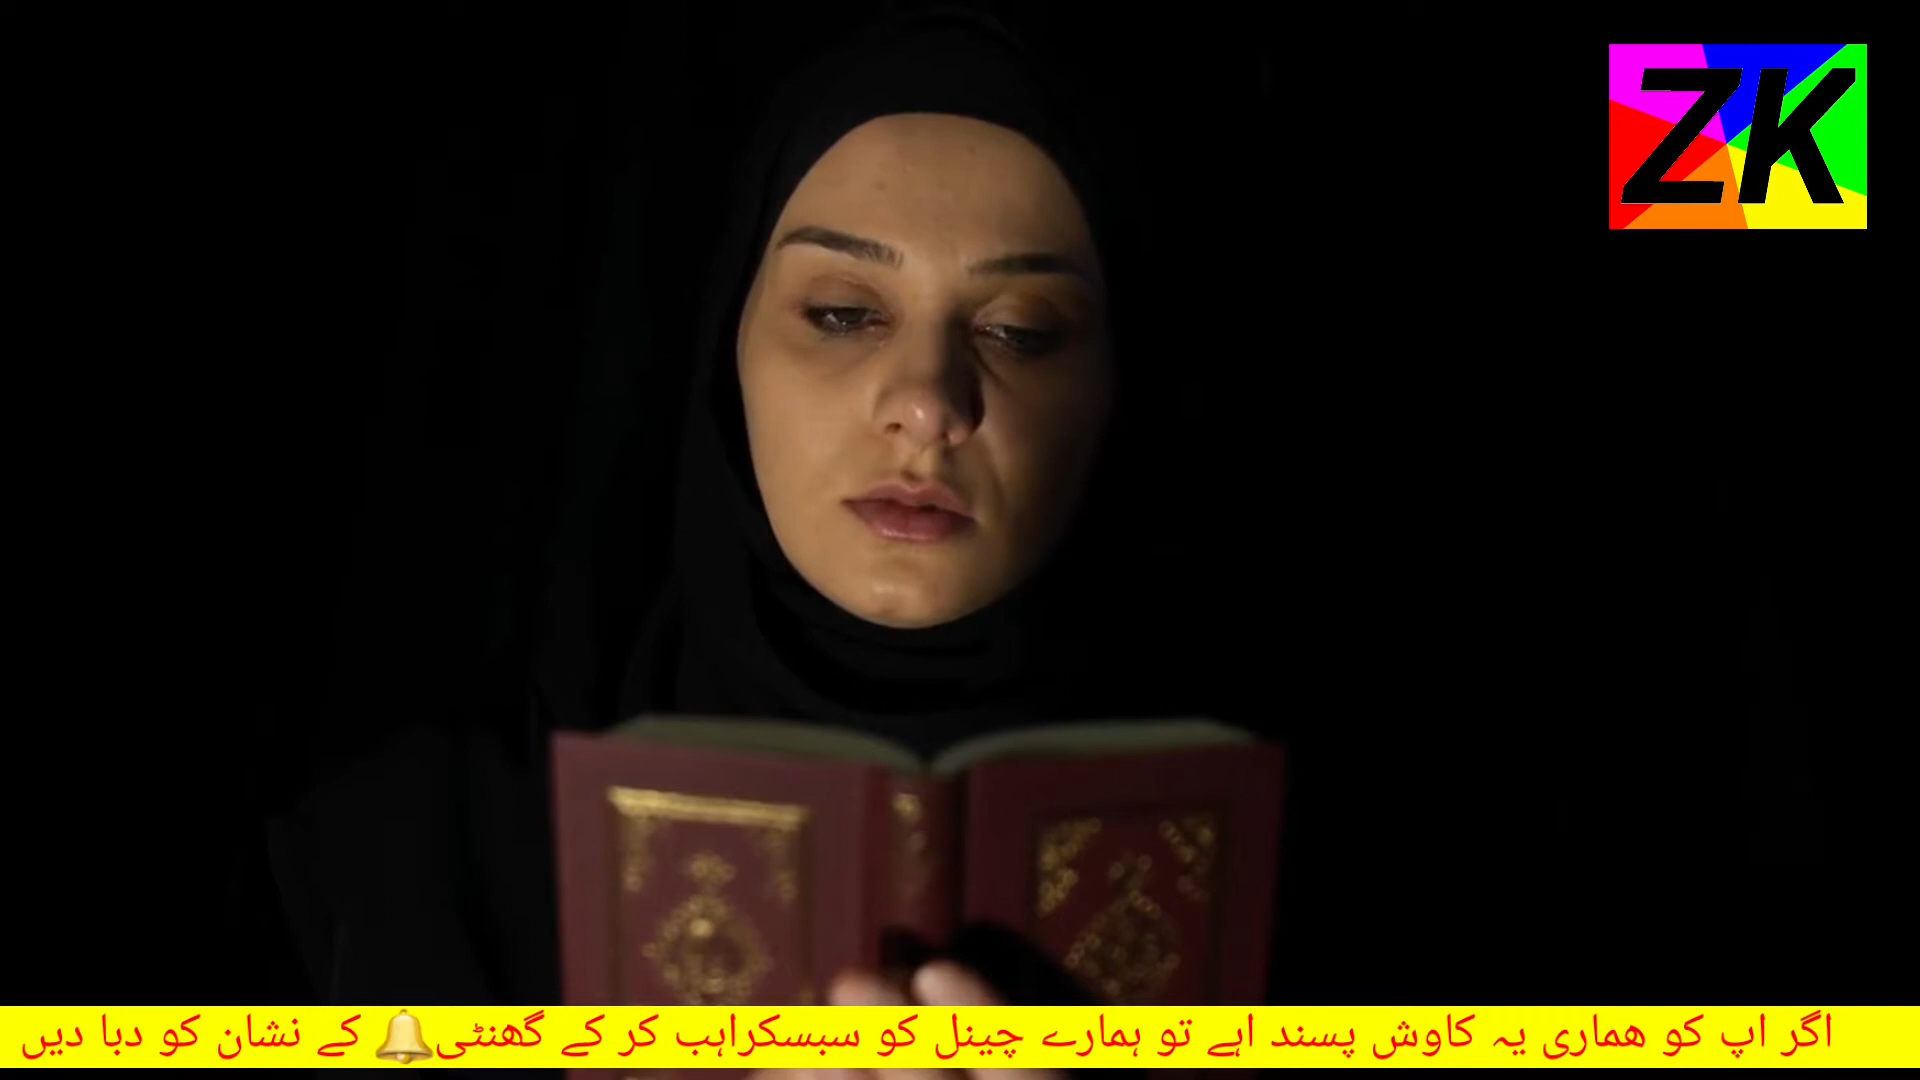 ZK
اگر اپ کو ھماری یہ کاوش پسند اہے تو ہمارے چینل کو سبسکراہب کر کے گھنٹی🔔 کے نشان کو دبا دیں